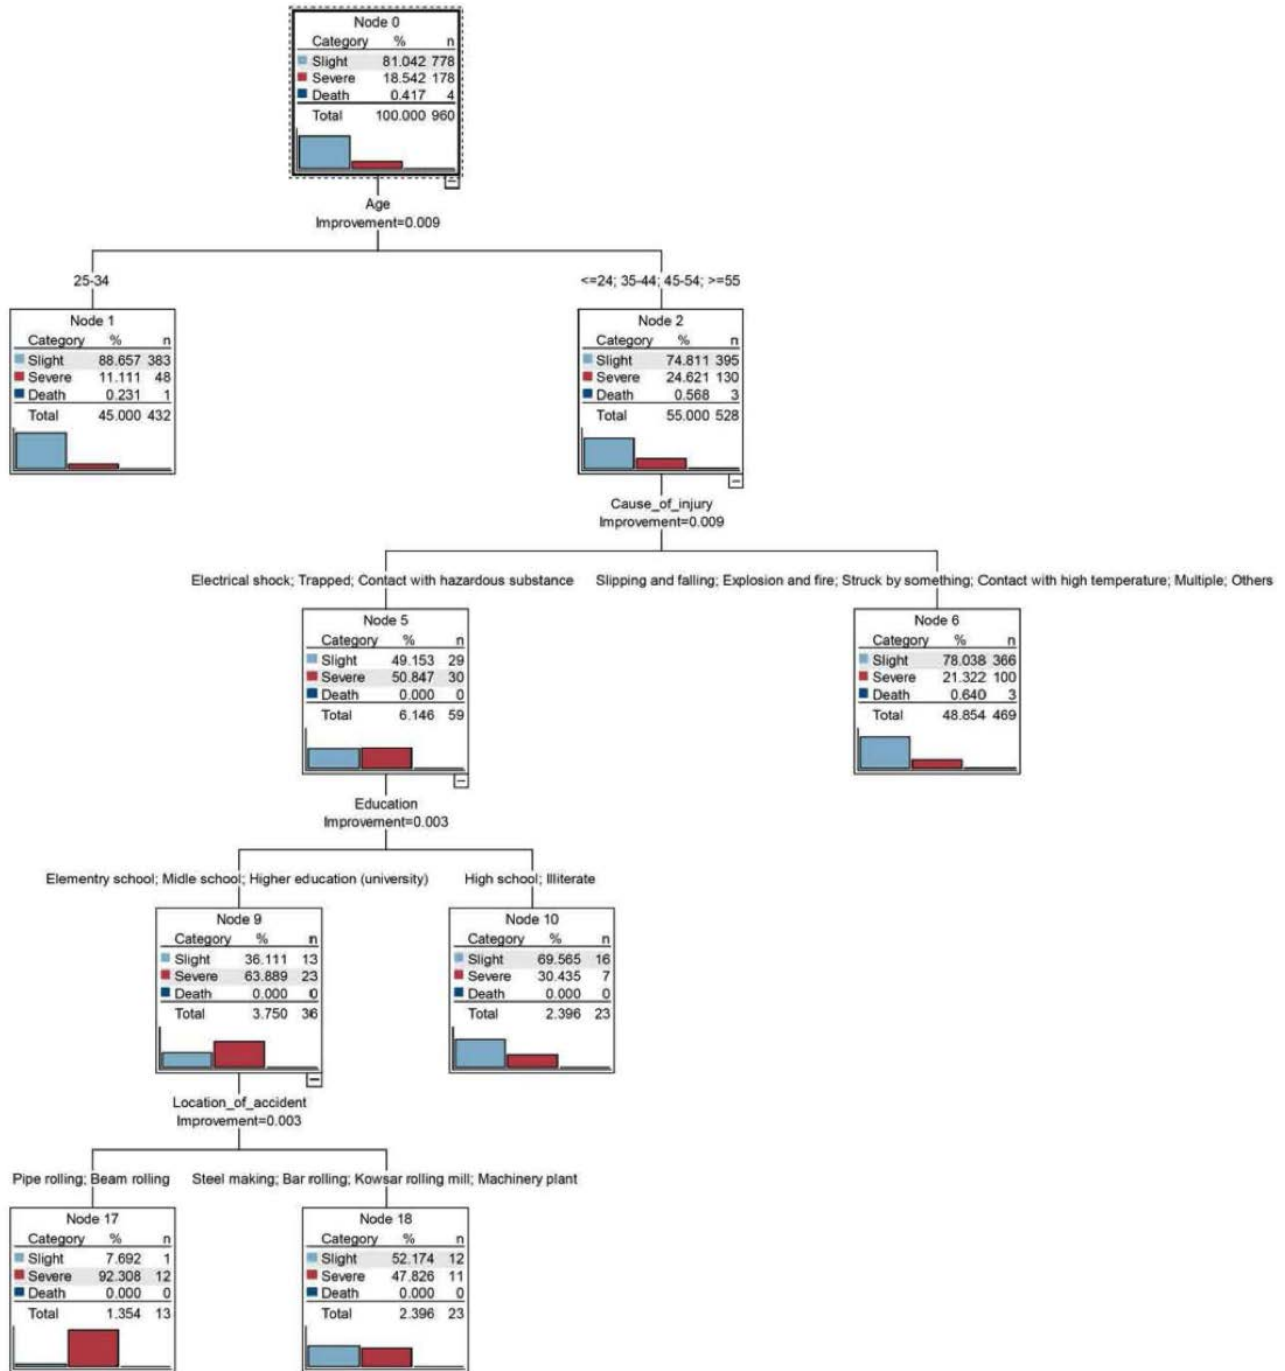 Node 0
Category % n
Slight 81.042 778
Severe 18.542 178
Death 0.417 4
Total 100.000 960
Age
Improvement=0.009
25-34
<=24; 35-44; 45-54; >=55
Node 1
Category % n
Slight 88.657 383
Severe 11.111 48
Death 0.231 1
Total 45.000 432
Node 2
Category % n
Slight 74.811 395
Severe 24.621 130
Death 0.568 3
Total 55.000 528
Cause_of_injury
Improvement=0.009
Electrical shock; Trapped; Contact with hazardous substance
Slipping and falling; Explosion and fire; Struck by something; Contact with high temperature; Multiple; Others
Node 5
Category % n
Slight 49.153 29
Severe 50.847 30
Death 0.000 0
Total 6.146 59
Node 6
Category % n
Slight 78.038 366
Severe 21.322 100
Death 0.640 3
Total 48.854 469
Education
Improvement=0.003
Elementry school; Midle school; Higher education (university)
High school; Illiterate
Node 9
Category % n
Slight 36.111 13
Severe 63.889 23
Death 0.000 0
Total 3.750 36
Node 10
Category % n
Slight 69.565 16
Severe 30.435 7
Death 0.000 0
Total 2.396 23
Location_of_accident
Improvement=0.003
Pipe rolling; Beam rolling
Steel making; Bar rolling; Kowsar rolling mill; Machinery plant
Node 17
Category % n
Slight 7.692 1
Severe 92.308 12
Death 0.000 0
Total 1.354 13
Node 18
Category % n
Slight 52.174 12
Severe 47.826 11
Death 0.000 0
Total 2.396 23